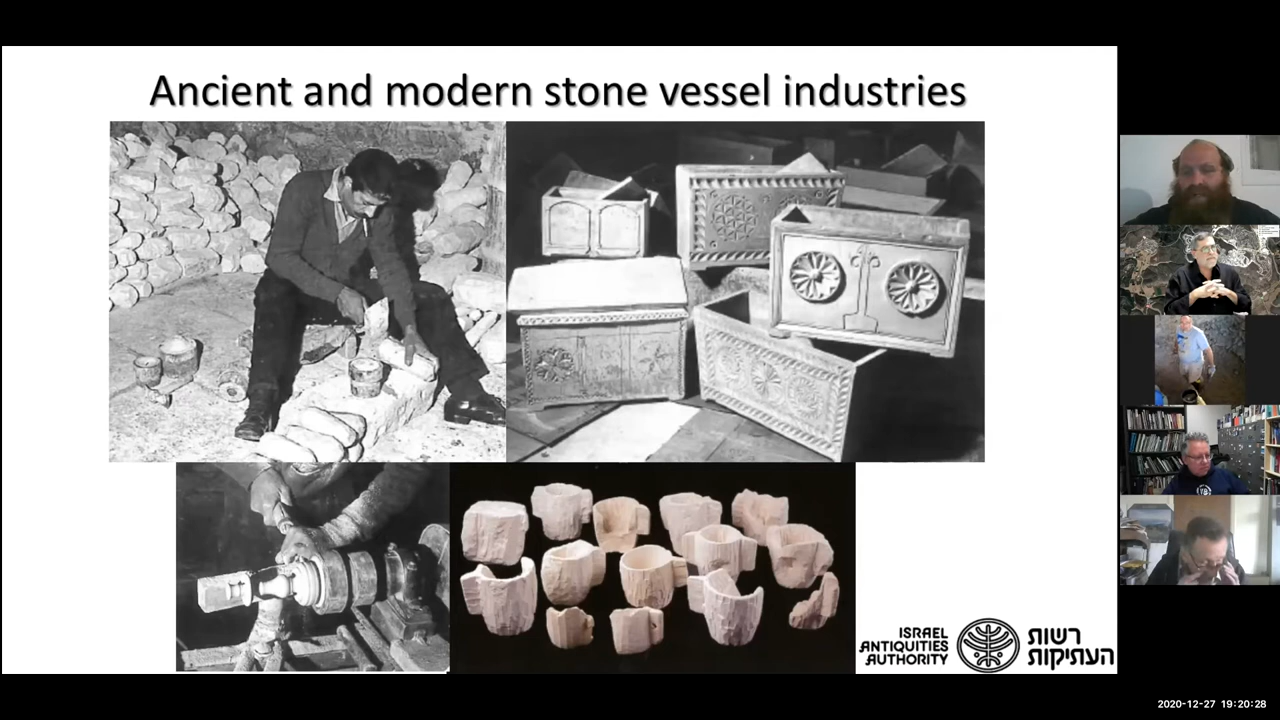 Ancient and modern stone vessel industries
ISRAEL
ANTIQUITIES
AUTHORITY
רשות
העתיקות
2020-12-27 19:20:28